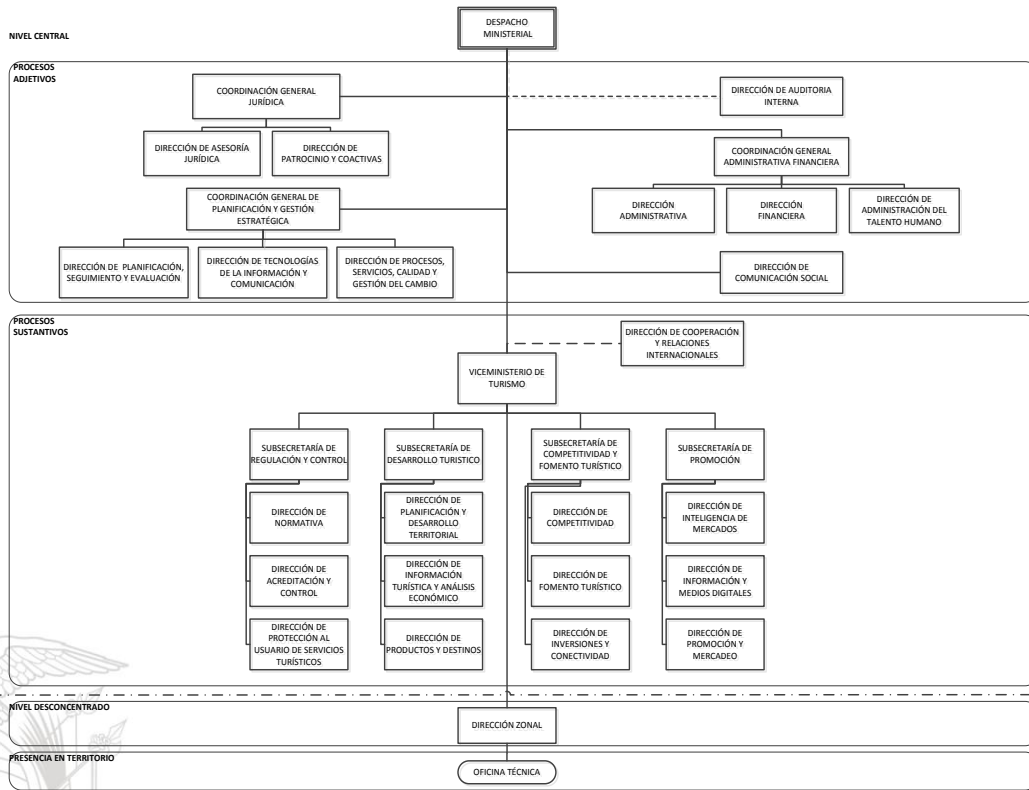 DESPACHO
MINISTERIAL
NIVEL CENTRAL
PROCESOS
ADJETIVOS
COORDINACIÓN GENERAL
JURÍDICA
DIRECCIÓN DE AUDITORIA
INTERNA
DIRECCIÓN DE ASESORÍA
JURÍDICA
DIRECCIÓN DE
PATROCINIO Y COACTIVAS
COORDINACIÓN GENERAL
ADMINISTRATIVA FINANCIERA
COORDINACIÓN GENERAL DE
PLANIFICACIÓN Y GESTIÓN
ESTRATÉGICA
DIRECCIÓN
ADMINISTRATIVA
DIRECCIÓN
FINANCIERA
DIRECCIÓN DE
ADMINISTRACIÓN DEL
TALENTO HUMANO
DIRECCIÓN DE PLANIFICACIÓN,
SEGUIMIENTO Y EVALUACIÓN
DIRECCIÓN DE TECNOLOGÍAS
DE LA INFORMACIÓN Y
COMUNICACIÓN
DIRECCIÓN DE PROCESOS,
SERVICIOS, CALIDAD Y
GESTIÓN DEL CAMBIO
DIRECCIÓN DE
COMUNICACIÓN SOCIAL
PROCESOS
SUSTANTIVOS
DIRECCIÓN DE COOPERACIÓN
Y RELACIONES
INTERNACIONALES
VICEMINISTERIO DE
TURISMO
SUBSECRETARÍA DE
REGULACIÓN Y CONTROL
SUBSECRETARÍA DE
DESARROLLO TURISTICO
SUBSECRETARÍA DE
COMPETITIVIDAD Y
FOMENTO TURÍSTICO
SUBSECRETARÍA DE
PROMOCIÓN
DIRECCIÓN DE
NORMATIVA
DIRECCIÓN DE
PLANIFICACIÓN Y
DESARROLLO
TERRITORIAL
DIRECCIÓN DE
COMPETITIVIDAD
DIRECCIÓN DE
INTELIGENCIA DE
MERCADOS
DIRECCIÓN DE
ACREDITACIÓN Y
CONTROL
DIRECCIÓN DE
INFORMACIÓN
TURÍSTICA Y ANÁLISIS
ECONÓMICO
DIRECCIÓN DE
FOMENTO TURÍSTICO
DIRECCIÓN DE
INFORMACIÓN Y
MEDIOS DIGITALES
DIRECCIÓN DE
PROTECCIÓN AL
USUARIO DE SERVICIOS
TURÍSTICOS
DIRECCIÓN DE
PRODUCTOS Y DESTINOS
DIRECCIÓN DE
INVERSIONES Y
CONECTIVIDAD
DIRECCIÓN DE
PROMOCIÓN Y
MERCADEO
NIVEL DESCONCENTRADO
DIRECCIÓN ZONAL
PRESENCIA EN TERRITORIO
OFICINA TÉCNICA